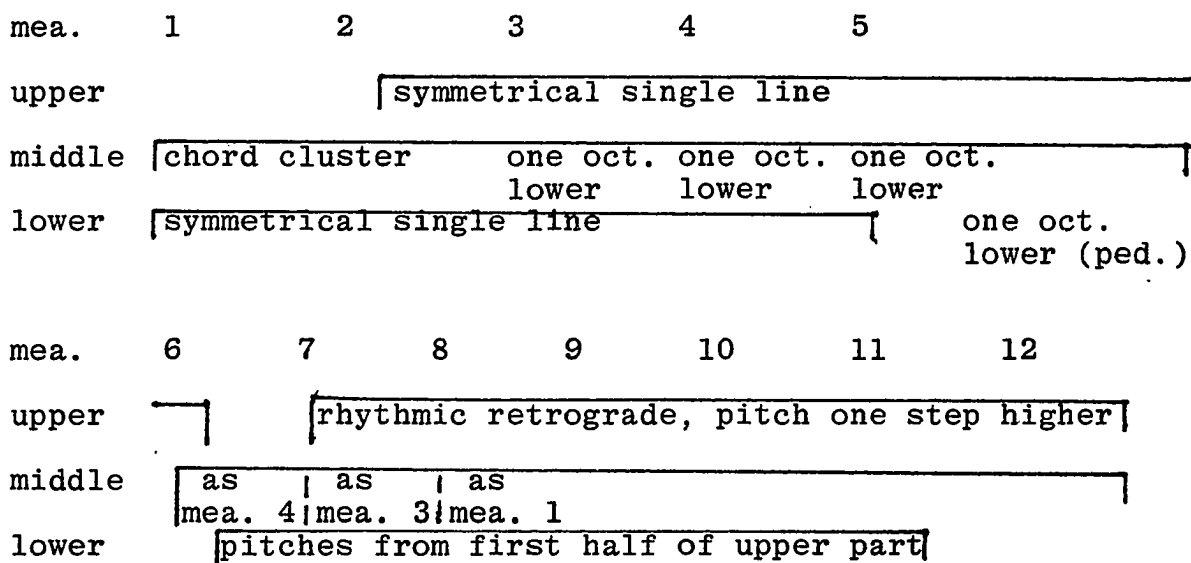 mea. 1 2 3 4 5
upper symmetrical single line
middle chord cluster one oct. one oct. one oct.
lower lower lower
lower symmetrical single line one oct.
lower (ped.)
mea. 6 7 8 9 10 11 12
upper rhythmic retrograde, pitch one step higher
middle as as as
mea. 4 mea. 3 mea. 1
lower pitches from first half of upper part